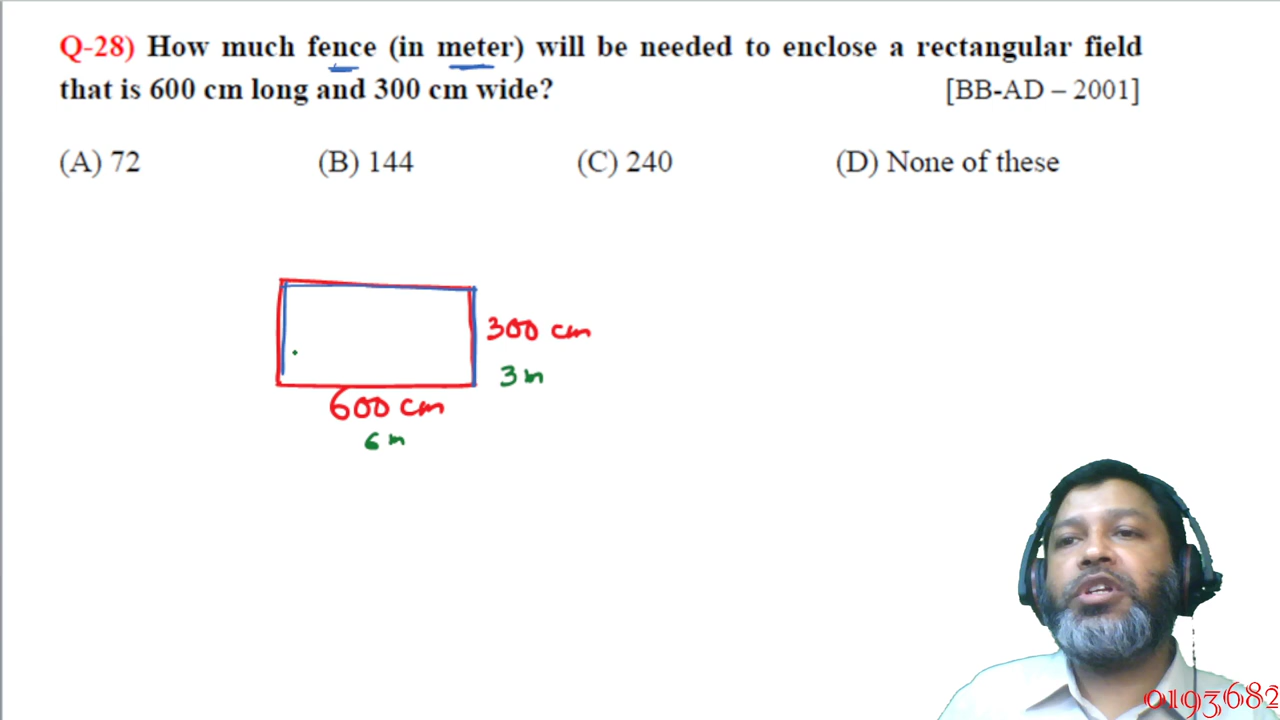 Q-28) How much fence (in meter) will be needed to enclose a rectangular field
that is 600 cm long and 300 cm wide? [BB-AD – 2001]
(A) 72 (B) 144 (C) 240 (D) None of these
300 cm
3 m
600 cm
6 m
0193682